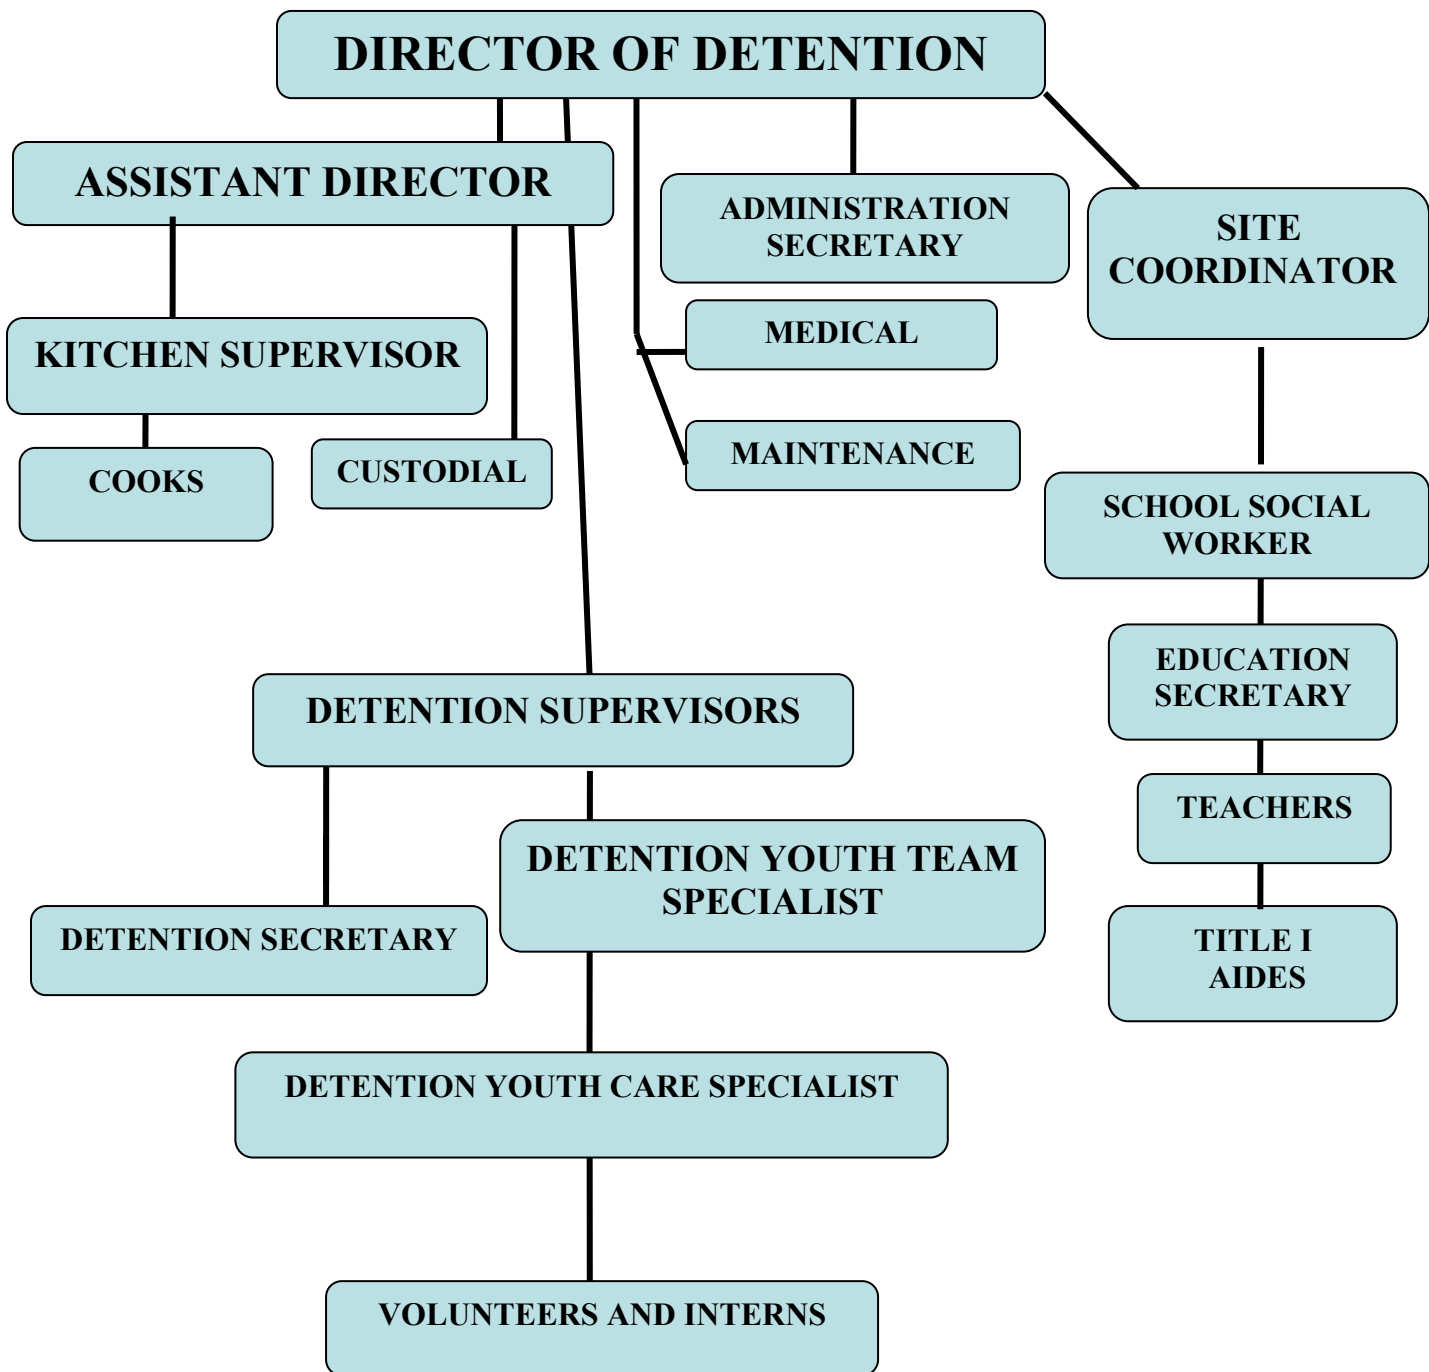 DIRECTOR OF DETENTION
ASSISTANT DIRECTOR
ADMINISTRATION
SECRETARY
SITE
COORDINATOR
MEDICAL
KITCHEN SUPERVISOR
MAINTENANCE
COOKS
CUSTODIAL
SCHOOL SOCIAL
WORKER
EDUCATION
SECRETARY
DETENTION SUPERVISORS
TEACHERS
DETENTION YOUTH TEAM
SPECIALIST
DETENTION SECRETARY
TITLE I
AIDES
DETENTION YOUTH CARE SPECIALIST
VOLUNTEERS AND INTERNS